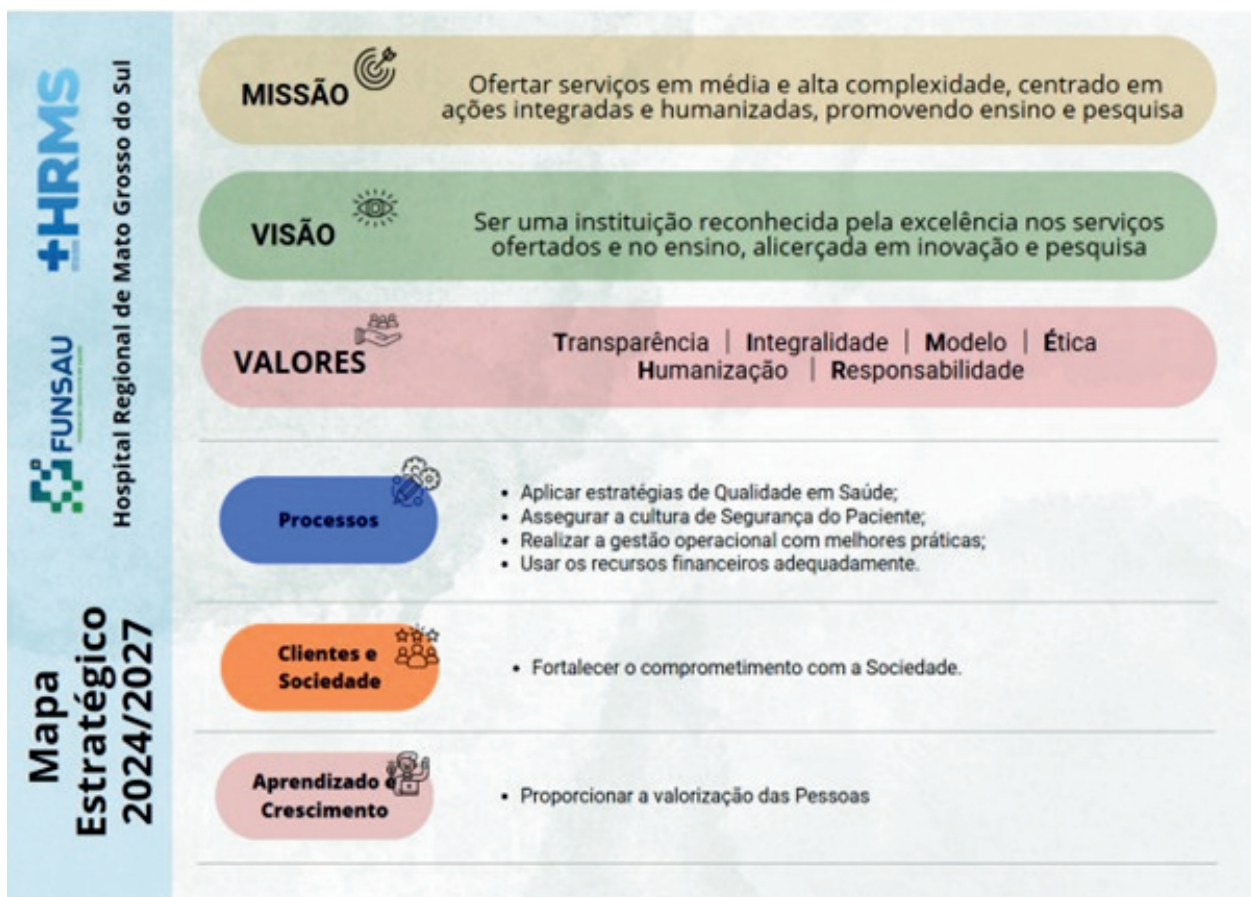 +HRMS
FUNSAU
Hospital Regional de Mato Grosso do Sul
Mapa
Estratégico
2024/2027
MISSÃO
Ofertar serviços em média e alta complexidade, centrado em
ações integradas e humanizadas, promovendo ensino e pesquisa
VISÃO
Ser uma instituição reconhecida pela excelência nos serviços
ofertados e no ensino, alicerçada em inovação e pesquisa
VALORES
Transparência | Integralidade | Modelo | Ética
Humanização | Responsabilidade
Processos
• Aplicar estratégias de Qualidade em Saúde;
• Assegurar a cultura de Segurança do Paciente;
• Realizar a gestão operacional com melhores práticas;
• Usar os recursos financeiros adequadamente.
Clientes e
Sociedade
• Fortalecer o comprometimento com a Sociedade.
Aprendizado e
Crescimento
• Proporcionar a valorização das Pessoas